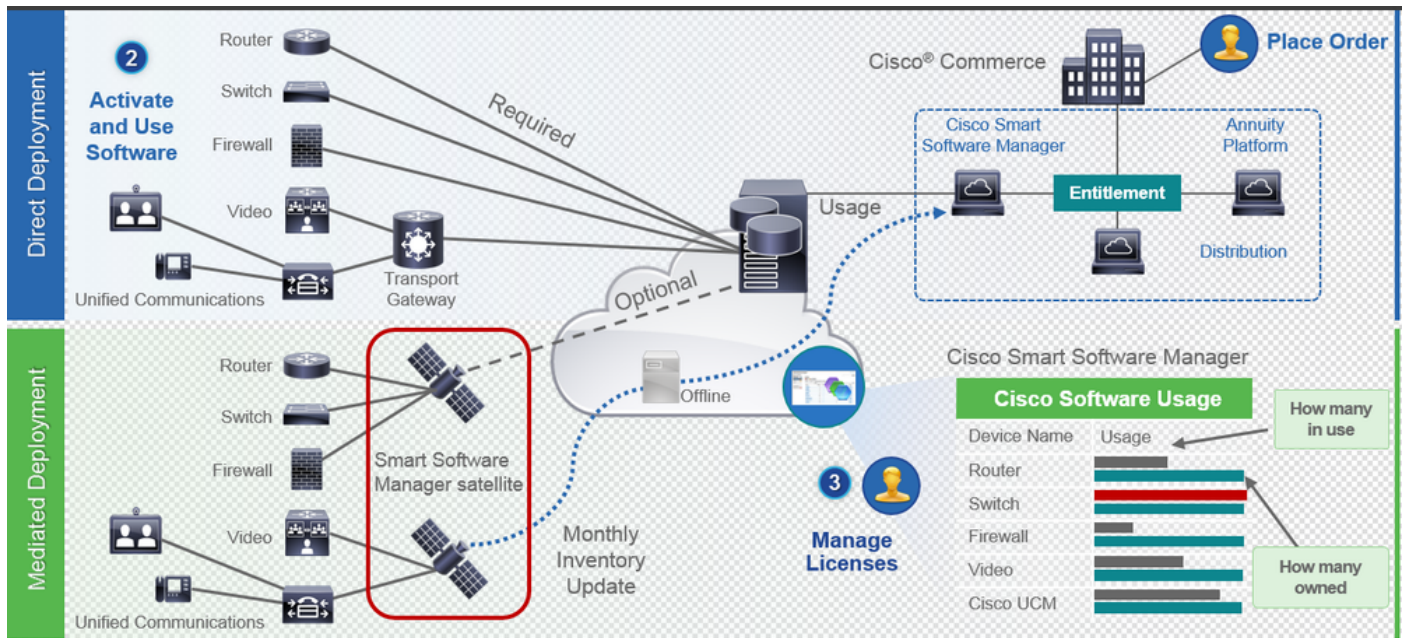 Direct Deployment
2
Activate
and Use
Software
Router
Switch
Firewall
Video
Unified Communications
Transport
Gateway
Required
Optional
Usage
Cisco® Commerce
Place Order
Cisco Smart
Software Manager
Annuity
Platform
Entitlement
Distribution
Mediated Deployment
Router
Switch
Firewall
Video
Unified Communications
Smart Software
Manager satellite
Offline
Monthly
Inventory
Update
3
Manage
Licenses
Cisco Smart Software Manager
Cisco Software Usage
Device Name Usage
Router
Switch
Firewall
Video
Cisco UCM
How many
in use
How many
owned